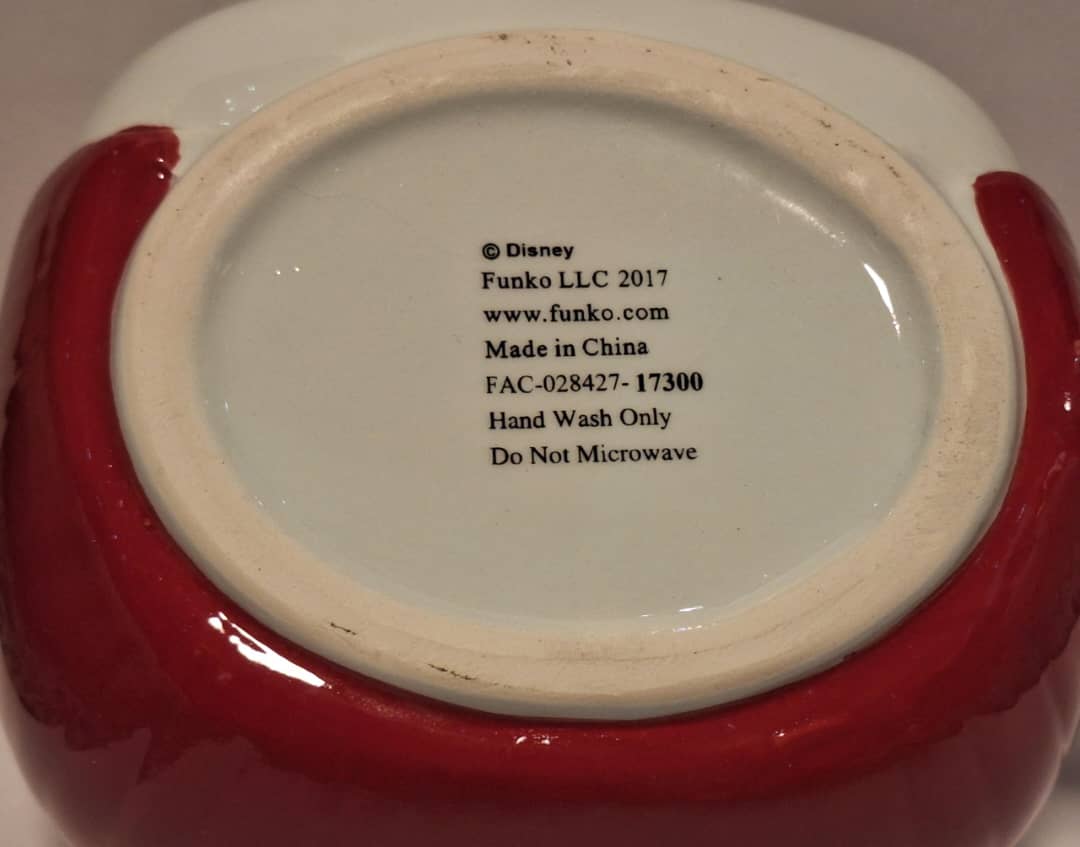 © Disney
Funko LLC 2017
www.funko.com
Made in China
FAC-028427- 17300
Hand Wash Only
Do Not Microwave